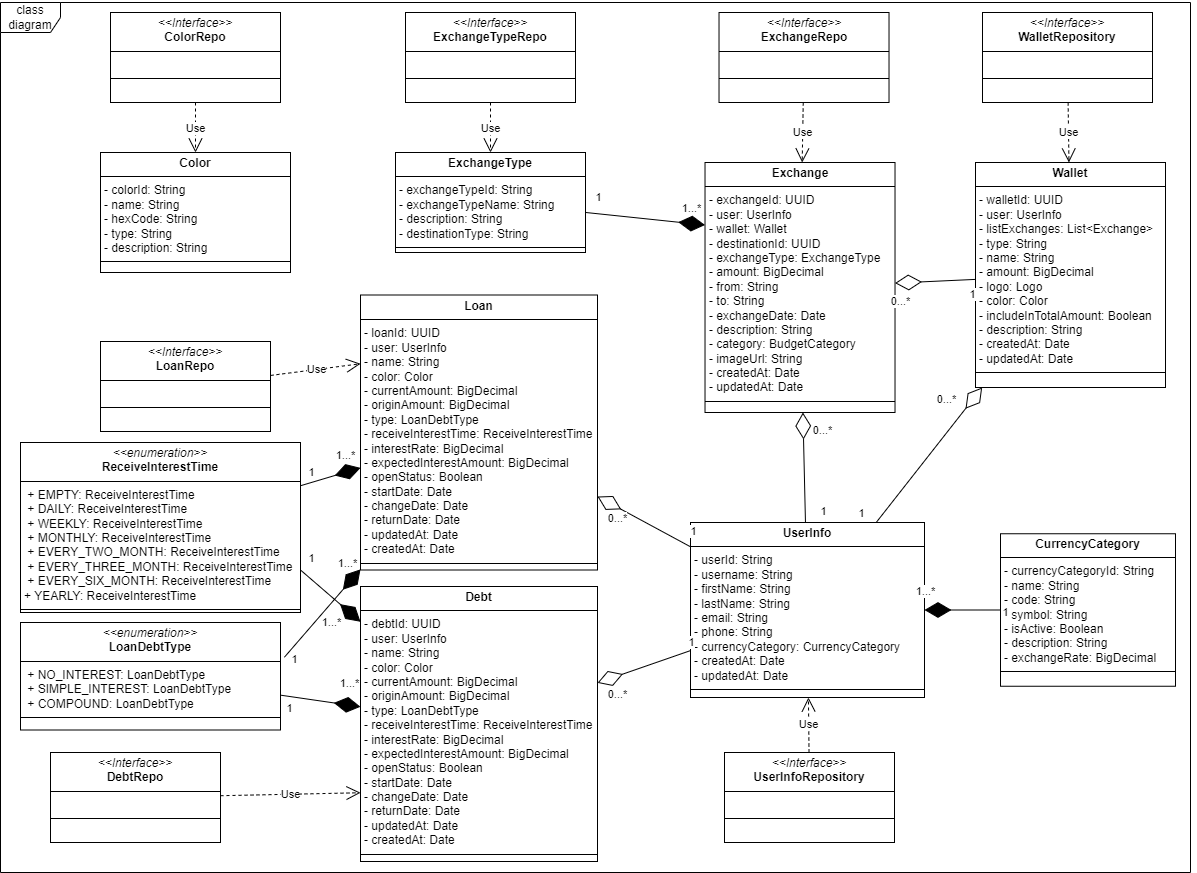 class
diagram
<<Interface>>
ColorRepo
Use
Color
- colorId: String
- name: String
- hexCode: String
- type: String
- description: String
<<Interface>>
ExchangeTypeRepo
Use
ExchangeType
- exchangeTypeId: String
- exchangeTypeName: String
- description: String
- destinationType: String
1
1...*
<<Interface>>
ExchangeRepo
Use
Exchange
- exchangeId: UUID
- user: UserInfo
- wallet: Wallet
- destinationId: UUID
- exchangeType: ExchangeType
- amount: BigDecimal
- from: String
- to: String
- exchangeDate: Date
- description: String
- category: BudgetCategory
- imageUrl: String
- createdAt: Date
- updatedAt: Date
0...*
1
<<Interface>>
WalletRepository
Use
Wallet
- walletId: UUID
- user: UserInfo
- listExchanges: List<Exchange>
- type: String
- name: String
- amount: BigDecimal
- logo: Logo
- color: Color
- includeInTotalAmount: Boolean
- description: String
- createdAt: Date
- updatedAt: Date
0...*
0...*
1
1
<<Interface>>
LoanRepo
Use
Loan
- loanId: UUID
- user: UserInfo
- name: String
- color: Color
- currentAmount: BigDecimal
- originAmount: BigDecimal
- type: LoanDebtType
- receiveInterestTime: ReceiveInterestTime
- interestRate: BigDecimal
- expectedInterestAmount: BigDecimal
- openStatus: Boolean
- startDate: Date
- changeDate: Date
- returnDate: Date
- updatedAt: Date
- createdAt: Date
0...*
1
<<enumeration>>
ReceiveInterestTime
+ EMPTY: ReceiveInterestTime
+ DAILY: ReceiveInterestTime
+ WEEKLY: ReceiveInterestTime
+ MONTHLY: ReceiveInterestTime
+ EVERY_TWO_MONTH: ReceiveInterestTime
+ EVERY_THREE_MONTH: ReceiveInterestTime
+ EVERY_SIX_MONTH: ReceiveInterestTime
+ YEARLY: ReceiveInterestTime
1
1...*
1
1...*
1...*
<<enumeration>>
LoanDebtType
+ NO_INTEREST: LoanDebtType
+ SIMPLE_INTEREST: LoanDebtType
+ COMPOUND: LoanDebtType
1
1
1...*
<<Interface>>
DebtRepo
Use
Debt
- debtId: UUID
- user: UserInfo
- name: String
- color: Color
- currentAmount: BigDecimal
- originAmount: BigDecimal
- type: LoanDebtType
- receiveInterestTime: ReceiveInterestTime
- interestRate: BigDecimal
- expectedInterestAmount: BigDecimal
- openStatus: Boolean
- startDate: Date
- changeDate: Date
- returnDate: Date
- updatedAt: Date
- createdAt: Date
0...*
1
UserInfo
- userId: String
- username: String
- firstName: String
- lastName: String
- email: String
- phone: String
- currencyCategory: CurrencyCategory
- createdAt: Date
- updatedAt: Date
1...*
1
CurrencyCategory
- currencyCategoryId: String
- name: String
- code: String
- symbol: String
- isActive: Boolean
- description: String
- exchangeRate: BigDecimal
Use
<<Interface>>
UserInfoRepository